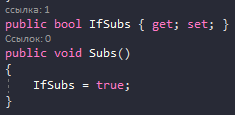 ссылка: 1
public bool IfSubs { get; set; }
Ссылок: 0
public void Subs()
{
IfSubs = true;
}